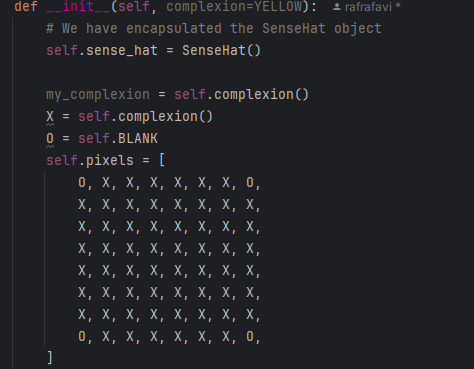 def __init__(self, complexion=YELLOW): rafrafavi *
# We have encapsulated the SenseHat object
self.sense_hat = SenseHat()
my_complexion = self.complexion()
X = self.complexion()
O = self.BLANK
self.pixels = [
O, X, X, X, X, X, X, O,
X, X, X, X, X, X, X, X,
X, X, X, X, X, X, X, X,
X, X, X, X, X, X, X, X,
X, X, X, X, X, X, X, X,
X, X, X, X, X, X, X, X,
X, X, X, X, X, X, X, X,
O, X, X, X, X, X, X, O,
]